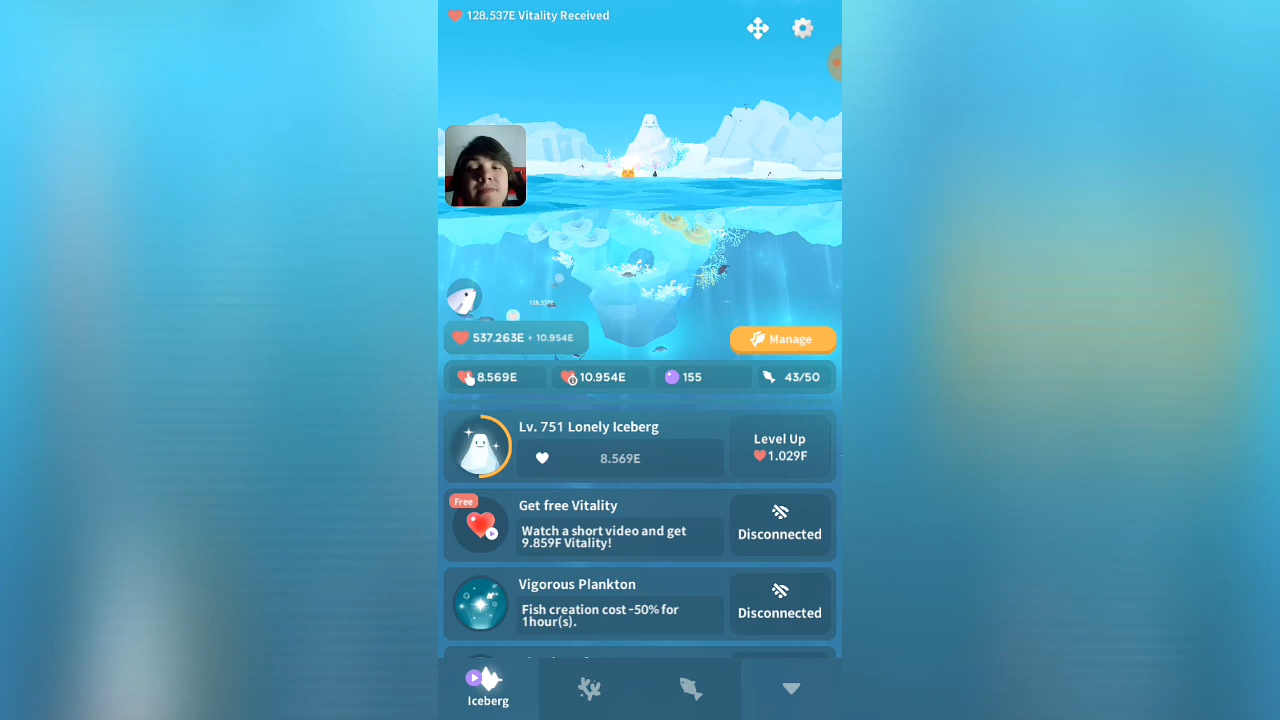 128.537E Vitality Received
128.537E
537.263E + 10.954E
Manage
8.569E
10.954E
155
43/50
Lv. 751 Lonely Iceberg
8.569E
Level Up
1.029F
Free
Get free Vitality
Watch a short video and get
9.859F Vitality!
Disconnected
Vigorous Plankton
Fish creation cost -50% for
1hour(s).
Disconnected
Iceberg